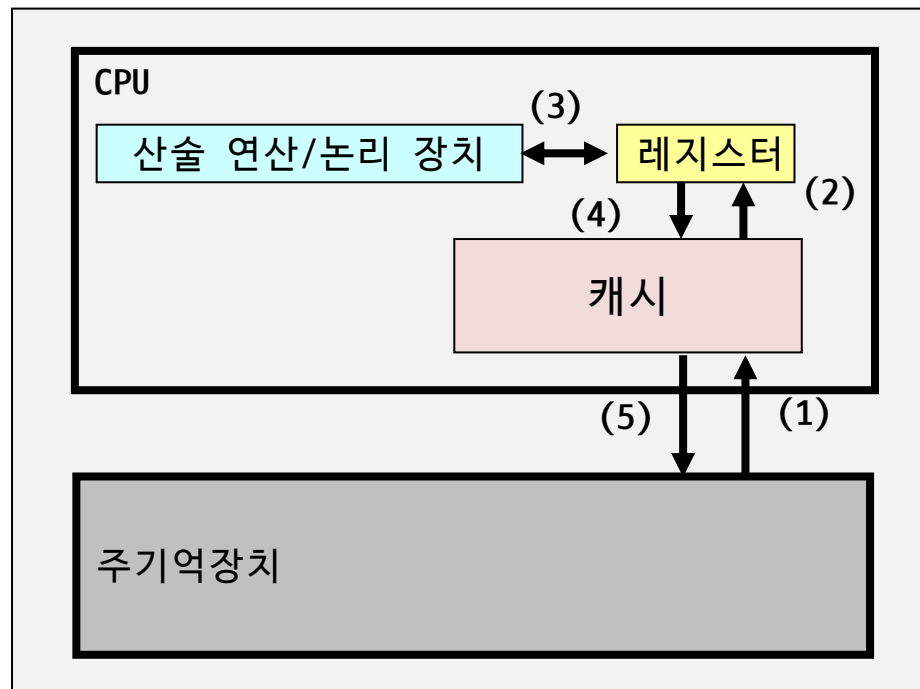 CPU
(3)
산술 연산/논리 장치
레지스터
(2)
(4)
캐시
(5)
(1)
주기억장치